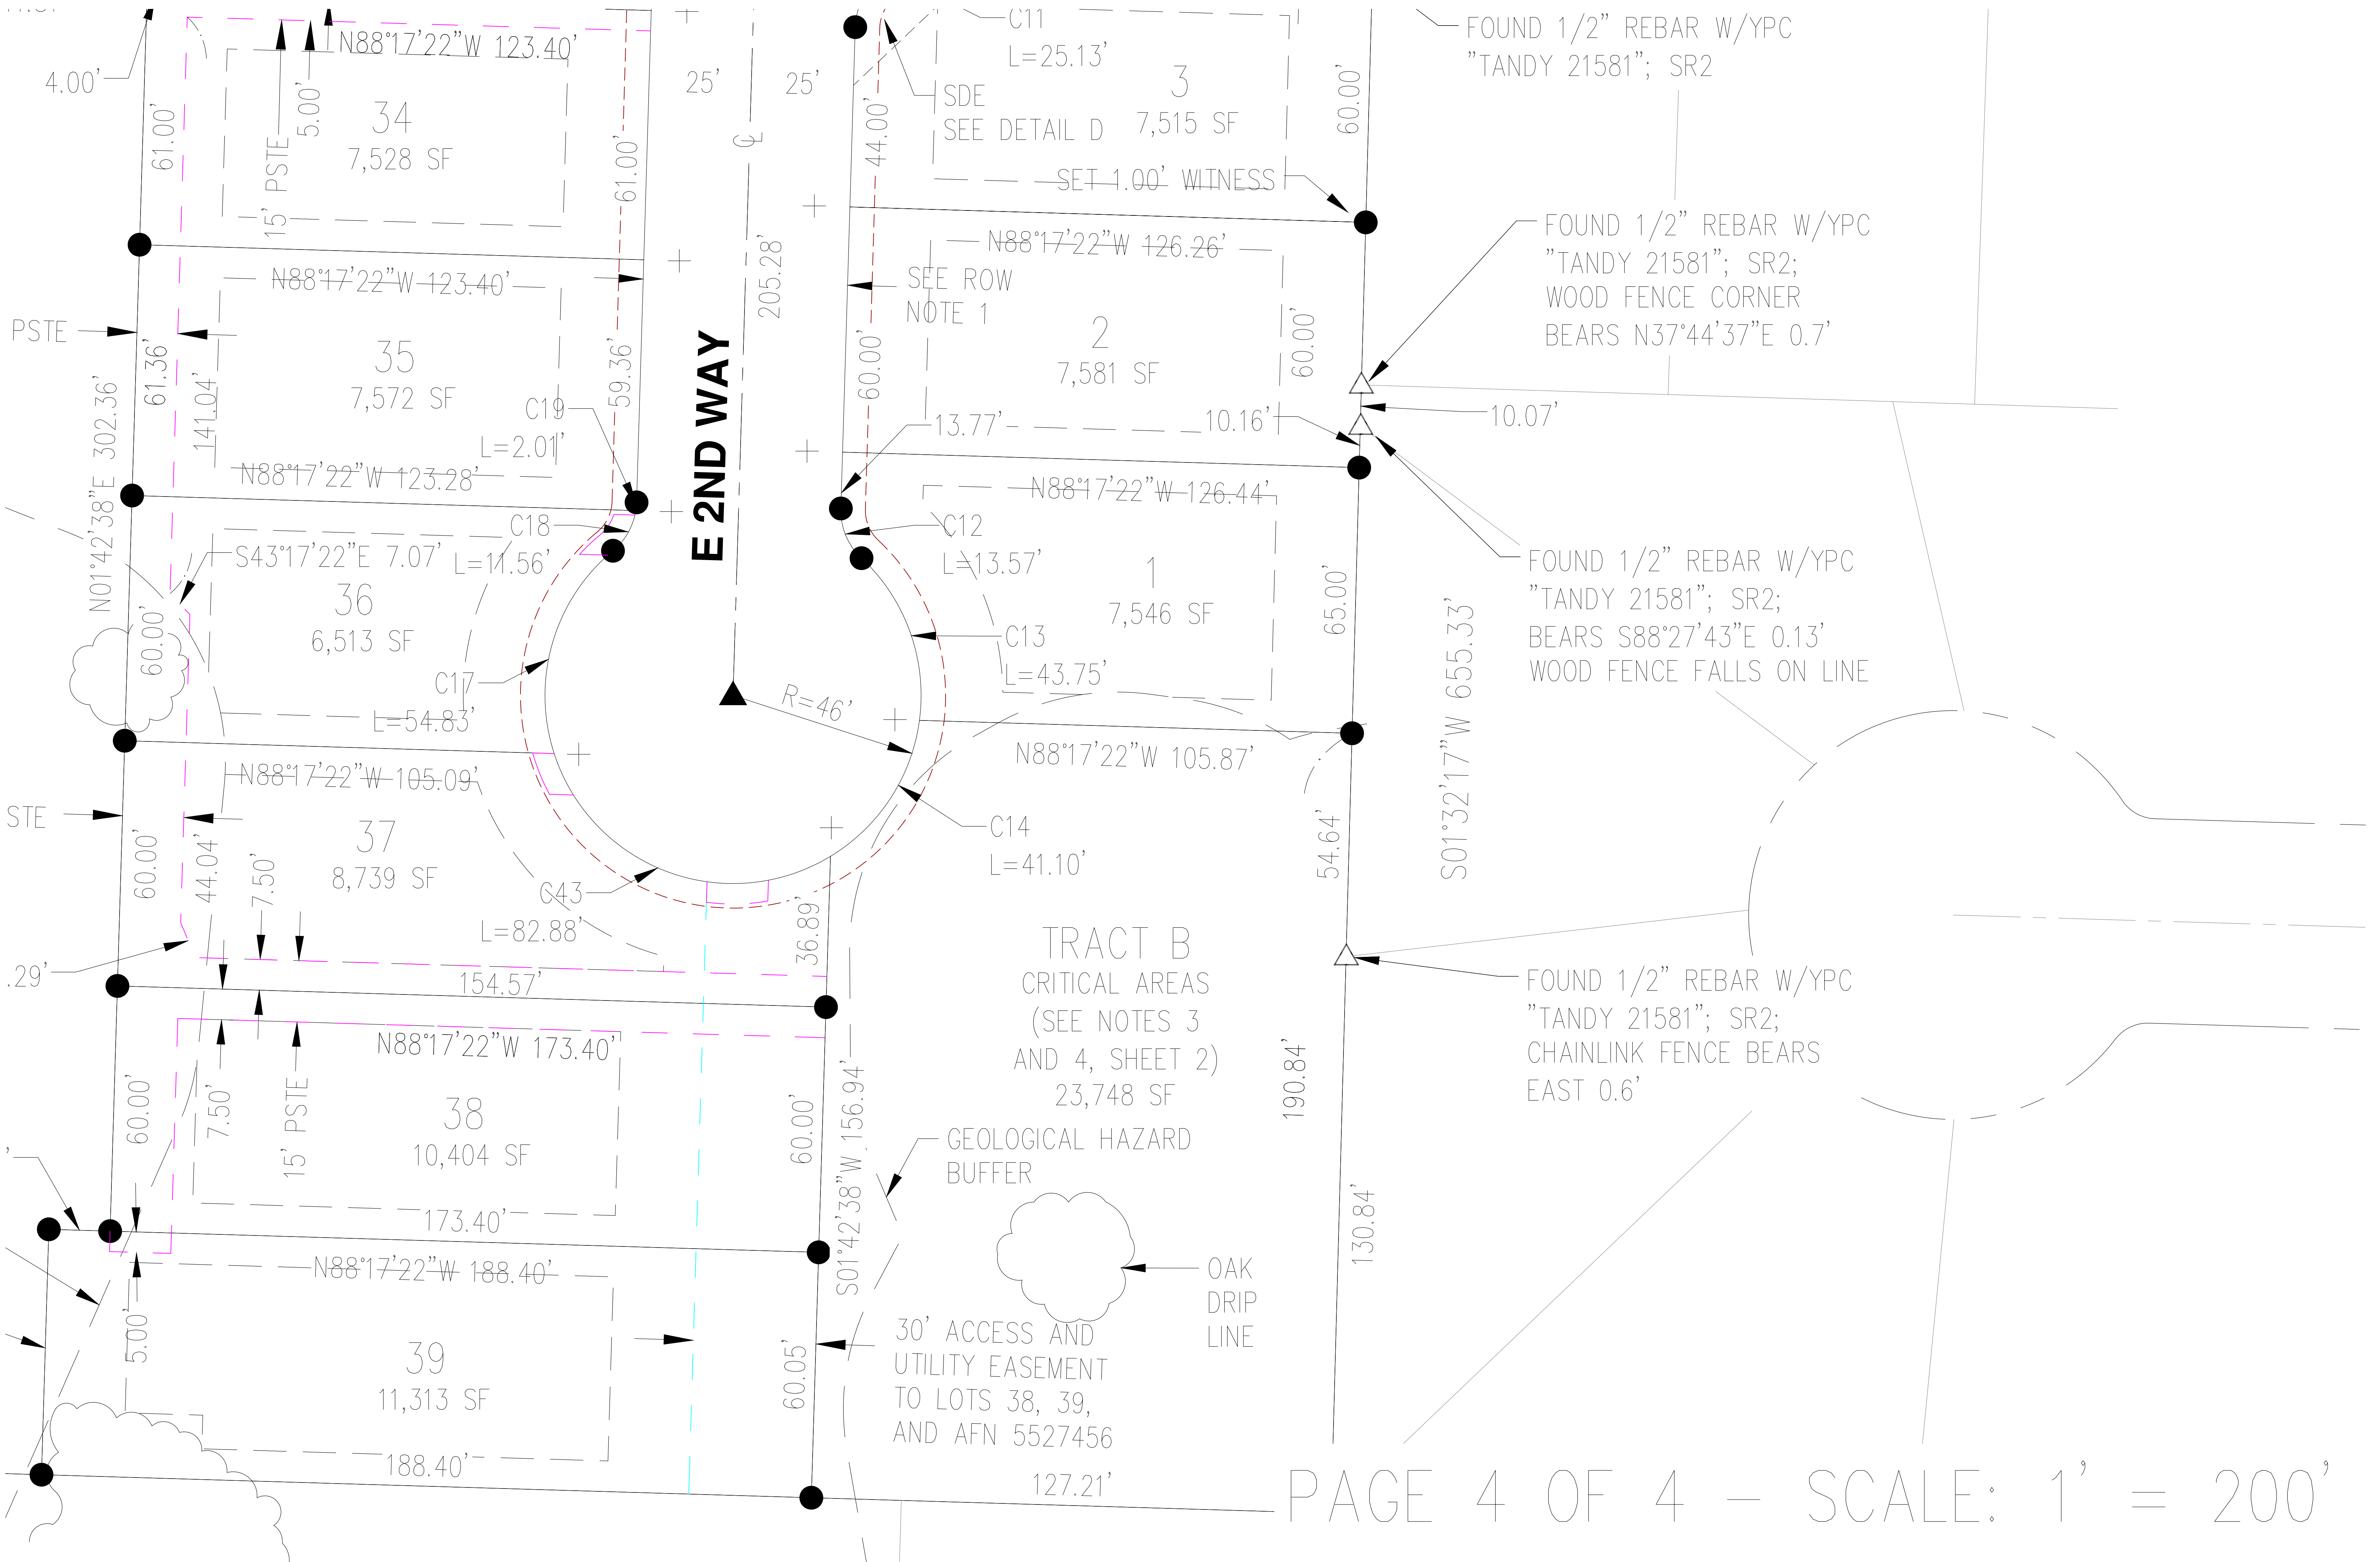 4.00'
N88°17'22"W 123.40'
61.00'
15' PSTE
5.00'
34
7,528 SF
61.00'
25'
25'
C11
L=25.13'
SDE
SEE DETAIL D
3
7,515 SF
44.00'
SET 1.00' WITNESS
60.00'
FOUND 1/2" REBAR W/YPC
"TANDY 21581"; SR2
N88°17'22"W 123.40'
PSTE
61.36'
141.04'
35
7,572 SF
59.36'
C19
L=2.01'
N88°17'22"W 123.28'
205.28'
E 2ND WAY
N88°17'22"W 126.26'
SEE ROW
NOTE 1
60.00'
2
7,581 SF
60.00'
13.77'
10.16'
10.07'
FOUND 1/2" REBAR W/YPC
"TANDY 21581"; SR2;
WOOD FENCE CORNER
BEARS N37°44'37"E 0.7'
N01°42'38"E 302.36'
C18
L=11.56'
S43°17'22"E 7.07'
36
6,513 SF
60.00'
C17
L=54.83'
R=46'
N88°17'22"W 126.44'
C12
L=13.57'
1
7,546 SF
C13
L=43.75'
65.00'
FOUND 1/2" REBAR W/YPC
"TANDY 21581"; SR2;
BEARS S88°27'43"E 0.13'
WOOD FENCE FALLS ON LINE
N88°17'22"W 105.09'
N88°17'22"W 105.87'
S01°32'17"W 655.33'
STE
60.00'
44.04'
7.50'
37
8,739 SF
C43
L=82.88'
C14
L=41.10'
54.64'
36.89'
.29'
154.57'
TRACT B
CRITICAL AREAS
(SEE NOTES 3
AND 4, SHEET 2)
23,748 SF
FOUND 1/2" REBAR W/YPC
"TANDY 21581"; SR2;
CHAINLINK FENCE BEARS
EAST 0.6'
N88°17'22"W 173.40'
60.00'
7.50'
15' PSTE
38
10,404 SF
60.00'
S01°42'38"W 156.94'
190.84'
GEOLOGICAL HAZARD
BUFFER
'
173.40'
130.84'
N88°17'22"W 188.40'
OAK
DRIP
LINE
5.00'
39
11,313 SF
60.05'
30' ACCESS AND
UTILITY EASEMENT
TO LOTS 38, 39,
AND AFN 5527456
188.40'
127.21'
PAGE 4 OF 4 – SCALE: 1' = 200'